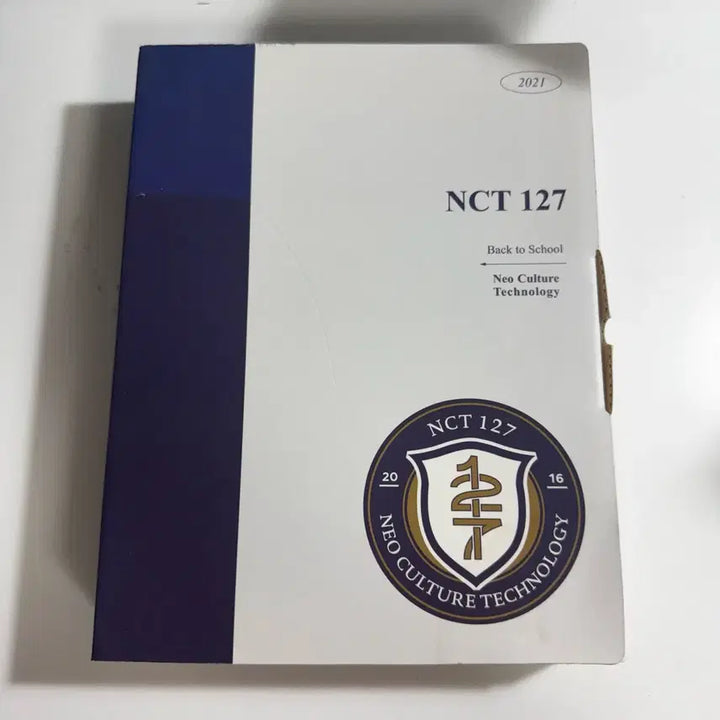 2021
NCT 127
Back to School
Neo Culture
Technology
NCT 127
20
16
127
NEO CULTURE TECHNOLOGY